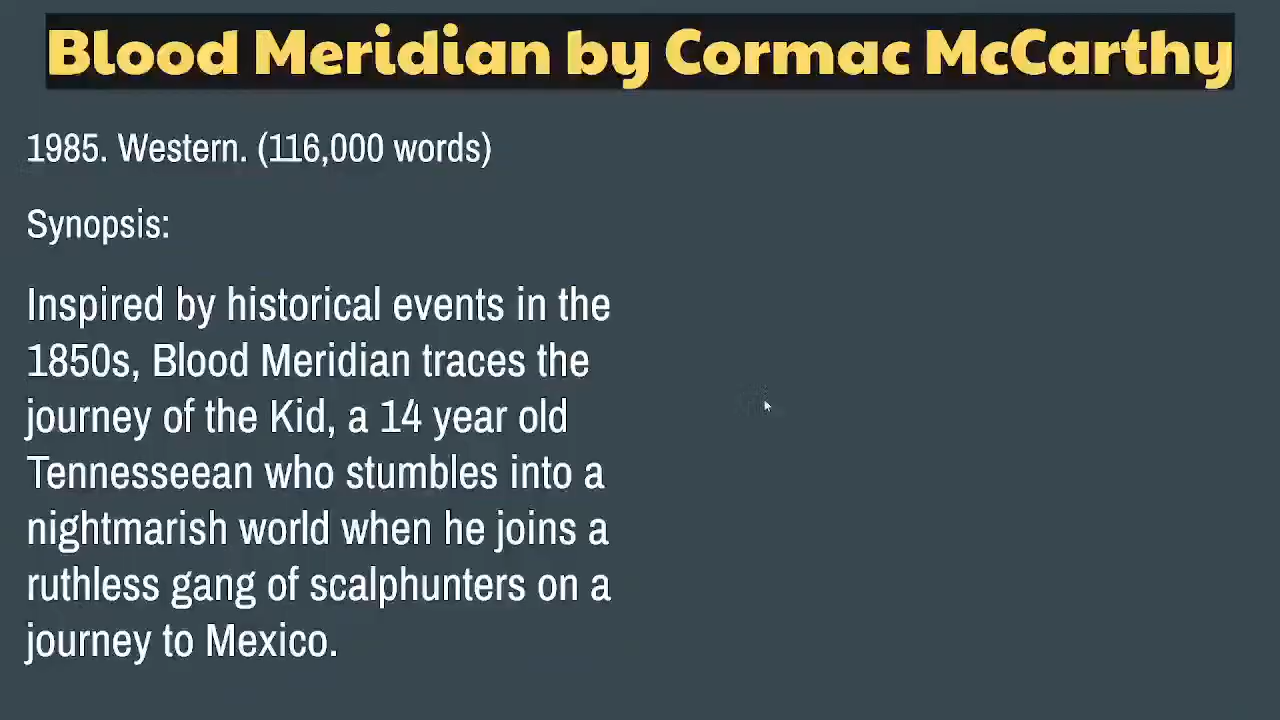 Blood Meridian by Cormac McCarthy
1985. Western. (116,000 words)
Synopsis:
Inspired by historical events in the
1850s, Blood Meridian traces the
journey of the Kid, a 14 year old
Tennesseean who stumbles into a
nightmarish world when he joins a
ruthless gang of scalphunters on a
journey to Mexico.